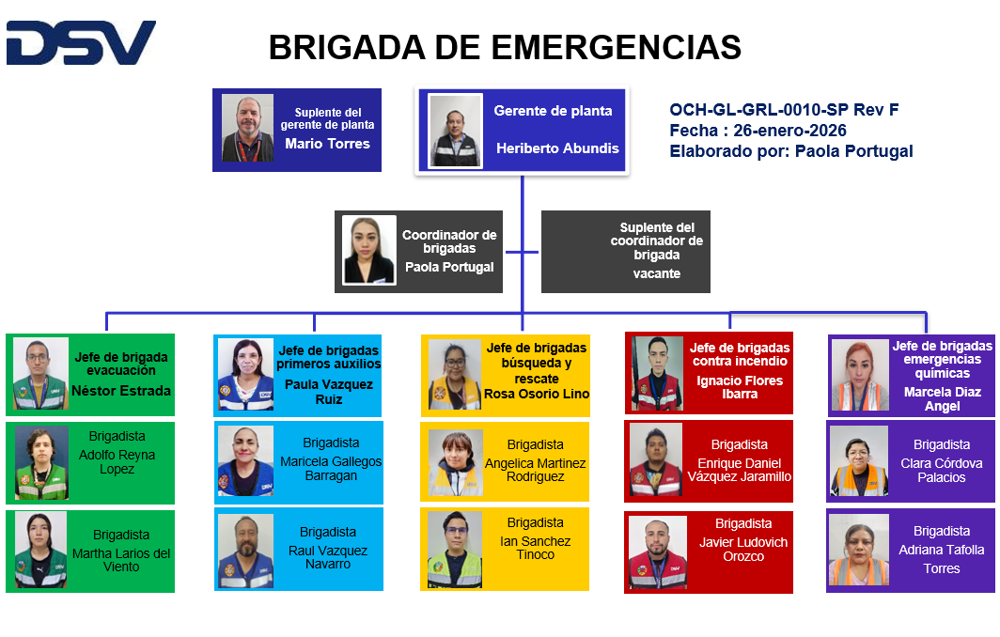 DSV
BRIGADA DE EMERGENCIAS
Suplente del
gerente de planta
Mario Torres
Gerente de planta
Heriberto Abundis
OCH-GL-GRL-0010-SP Rev F
Fecha : 26-enero-2026
Elaborado por: Paola Portugal
Coordinador de
brigadas
Paola Portugal
Suplente del
coordinador de
brigada
vacante
Jefe de brigada
evacuación
Néstor Estrada
Jefe de brigadas
primeros auxilios
Paula Vazquez
Ruiz
Jefe de brigadas
búsqueda y
rescate
Rosa Osorio Lino
Jefe de brigadas
contra incendio
Ignacio Flores
Ibarra
Jefe de brigadas
emergencias
químicas
Marcela Diaz
Angel
Brigadista
Adolfo Reyna
Lopez
Brigadista
Maricela Gallegos
Barragan
Brigadista
Angelica Martinez
Rodriguez
Brigadista
Enrique Daniel
Vázquez Jaramillo
Brigadista
Clara Córdova
Palacios
Brigadista
Martha Larios del
Viento
Brigadista
Raul Vazquez
Navarro
Brigadista
Ian Sanchez
Tinoco
Brigadista
Javier Ludovich
Orozco
Brigadista
Adriana Tafolla
Torres